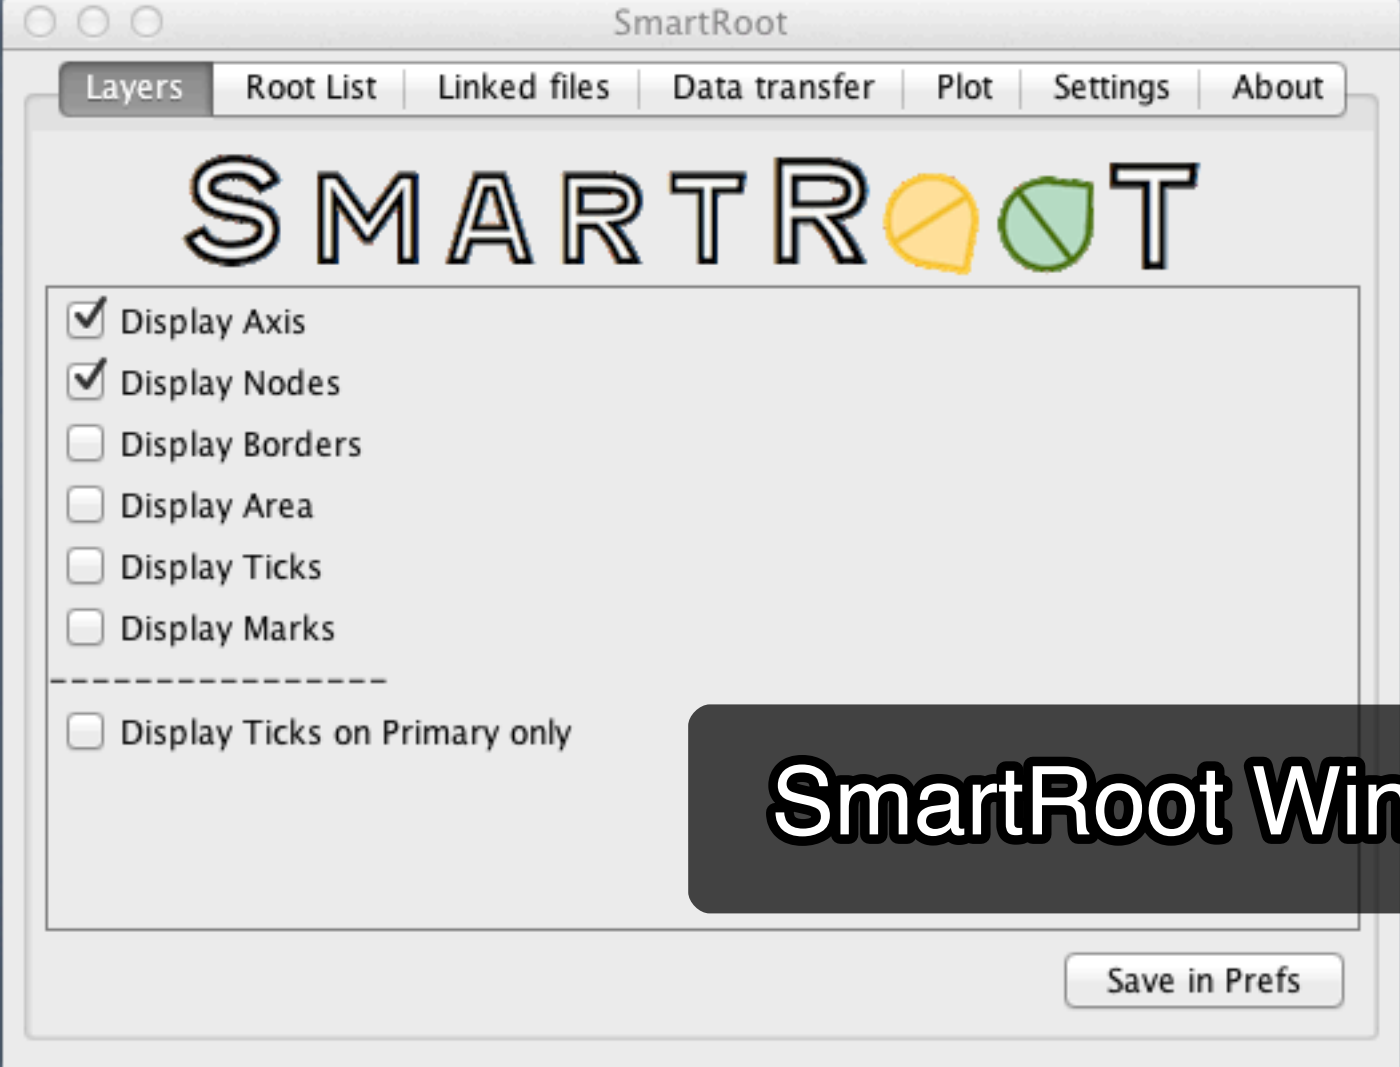 SmartRoot
Layers Root List Linked files Data transfer Plot Settings About
SMARTROOT
Display Axis
Display Nodes
Display Borders
Display Area
Display Ticks
Display Marks
----------------
Display Ticks on Primary only
SmartRoot
Save in Prefs